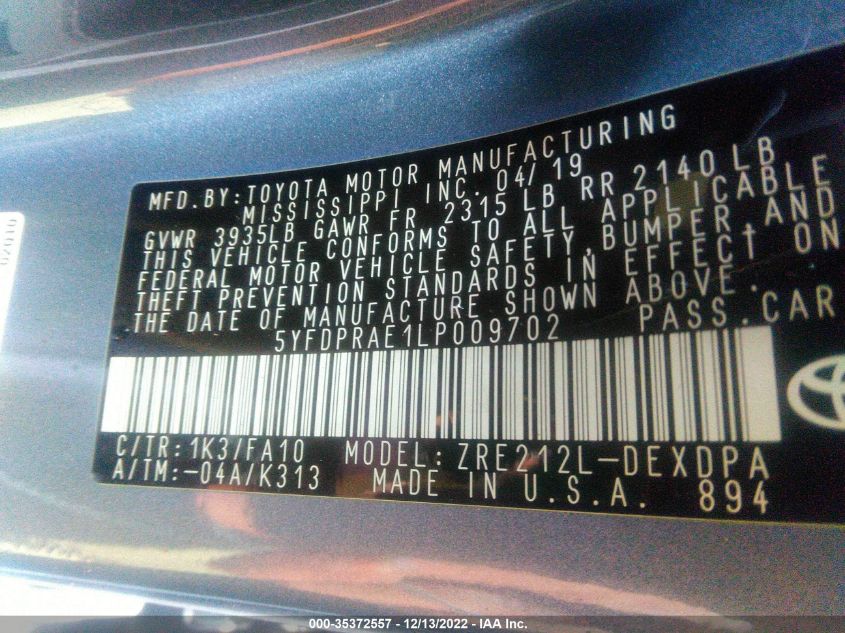 MFD.BY:TOYOTA MOTOR MANUFACTURING
MISSISSIPPI INC. 04/19
GVWR 3935LB GAWR FR 2315 LB RR 2140 LB
THIS VEHICLE CONFORMS TO ALL APPLICABLE
FEDERAL MOTOR VEHICLE SAFETY,BUMPER,AND
THEFT PREVENTION STANDARDS IN EFFECT ON
THE DATE OF MANUFACTURE SHOWN ABOVE.
5YFDPRAE1LP009702 PASS.CAR
C/TR:1K3/FA10 MODEL:ZRE212L-DEXDPA
A/TM:-04A/K313 MADE IN U.S.A. 894
000-35372557 - 12/13/2022 - IAA Inc.